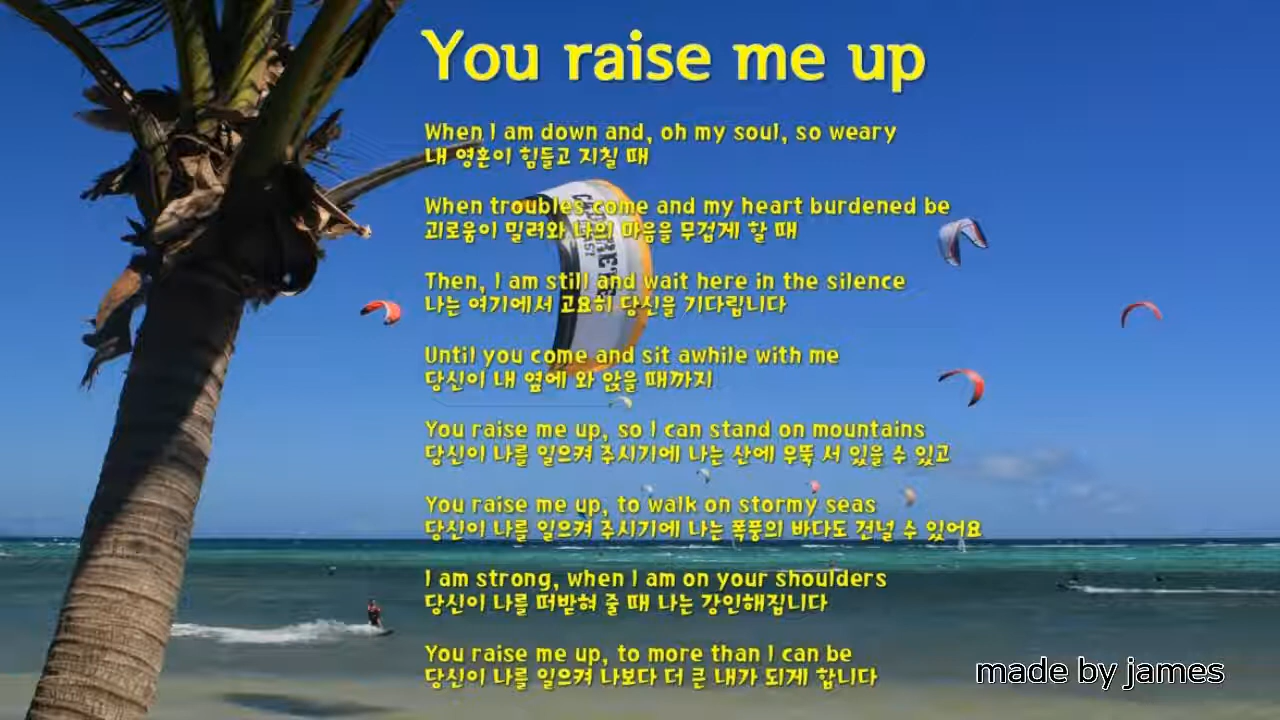 You raise me up
When I am down and, oh my soul, so weary
내 영혼이 힘들고 지칠 때
When troubles come and my heart burdened be
괴로움이 밀려와 나의 마음을 무겁게 할 때
Then, I am still and wait here in the silence
나는 여기에서 고요히 당신을 기다립니다
Until you come and sit awhile with me
당신이 내 옆에 와 앉을 때까지
You raise me up, so I can stand on mountains
당신이 나를 일으켜 주시기에 나는 산에 우뚝 서 있을 수 있고
You raise me up, to walk on stormy seas
당신이 나를 일으켜 주시기에 나는 폭풍의 바다도 건널 수 있어요
I am strong, when I am on your shoulders
당신이 나를 떠받혀 줄 때 나는 강인해집니다
You raise me up, to more than I can be
당신이 나를 일으켜 나보다 더 큰 내가 되게 합니다
made by james